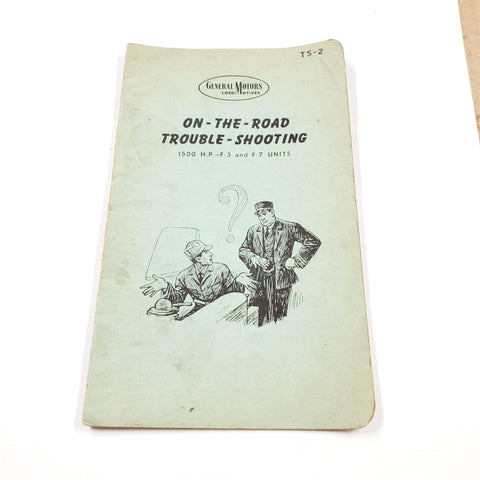 TS-2
GENERAL MOTORS
LOCOMOTIVES
ON-THE-ROAD
TROUBLE-SHOOTING
1500 H.P.-F-3 and F-7 UNITS
?